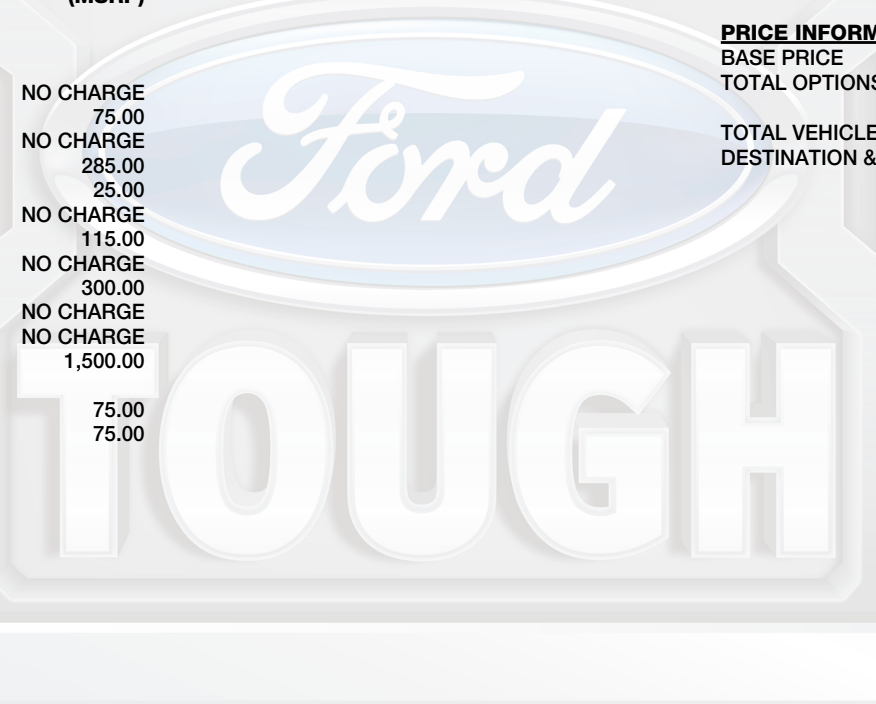 (MSRP)
NO CHARGE
75.00
NO CHARGE
285.00
25.00
NO CHARGE
115.00
NO CHARGE
300.00
NO CHARGE
NO CHARGE
1,500.00
75.00
75.00
PRICE INFORM
BASE PRICE
TOTAL OPTIONS
TOTAL VEHICLE
DESTINATION &
Ford
TOUGH